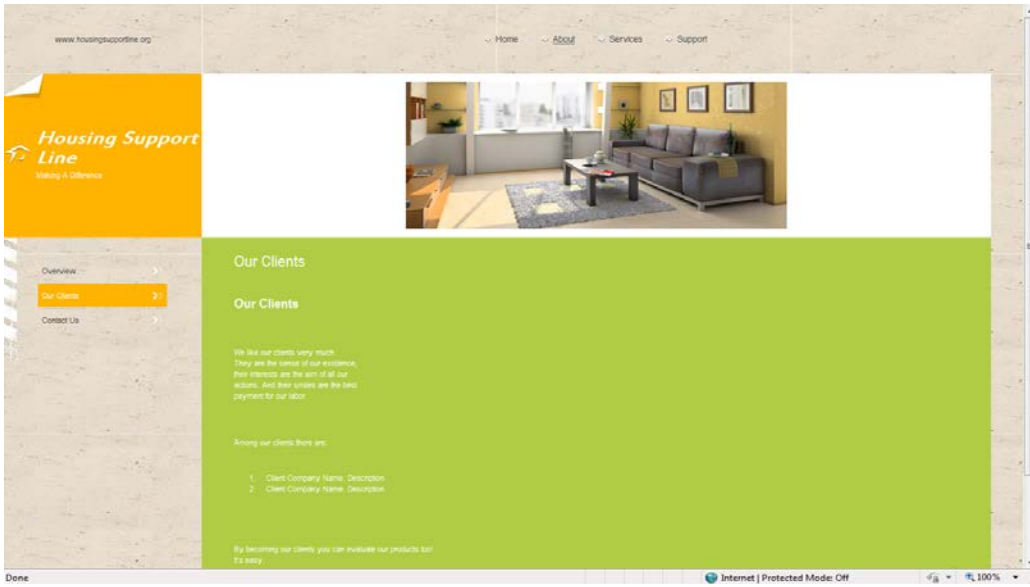 www.housingsupportline.org
Home About Services Support
Housing Support
Line
Making A Difference
Overview
Our Clients
Contact Us
Our Clients
Our Clients
We like our clients very much.
They are the sense of our existence,
their interests are the aim of all our
actions. And their smiles are the best
payment for our labor.
Among our clients there are:
1. Client Company Name. Description
2. Client Company Name. Description
By becoming our clients you can evaluate our products too!
It's easy
Done
Internet | Protected Mode: Off
100%